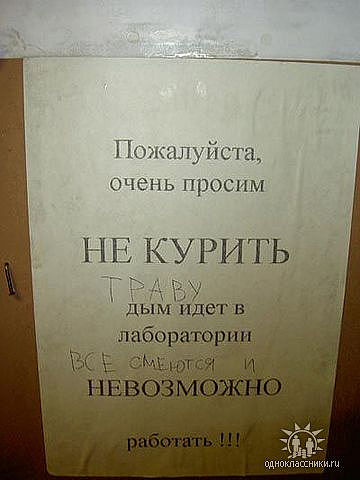 Пожалуйста,
очень просим
НЕ КУРИТЬ
ТРАВУ
дым идет в
лаборатории
ВСЕ СМЕЮТСЯ И
НЕВОЗМОЖНО
работать !!!
одноклассники.ru